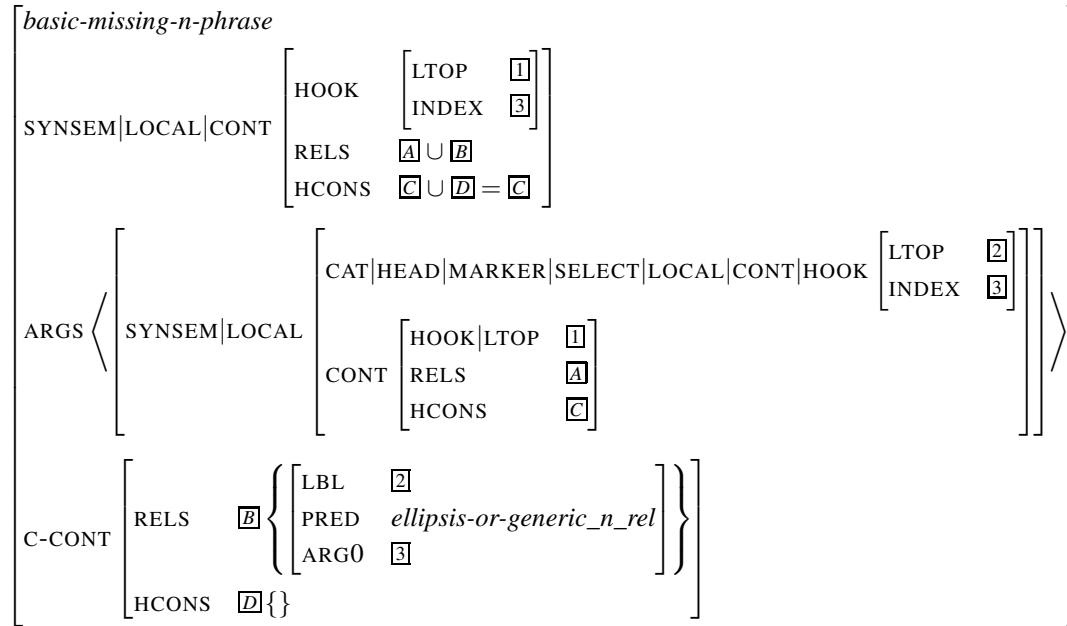 basic-missing-n-phrase
SYNSEM|LOCAL|CONT HOOK LTOP 1
INDEX 3
RELS A ∪ B
HCONS C ∪ D = C
ARGS SYNSEM|LOCAL CAT|HEAD|MARKER|SELECT|LOCAL|CONT|HOOK LTOP 2
INDEX 3
CONT HOOK|LTOP 1
RELS A
HCONS C
C-CONT RELS B { LBL 2
PRED ellipsis-or-generic_n_rel
ARG0 3 }
HCONS D {}